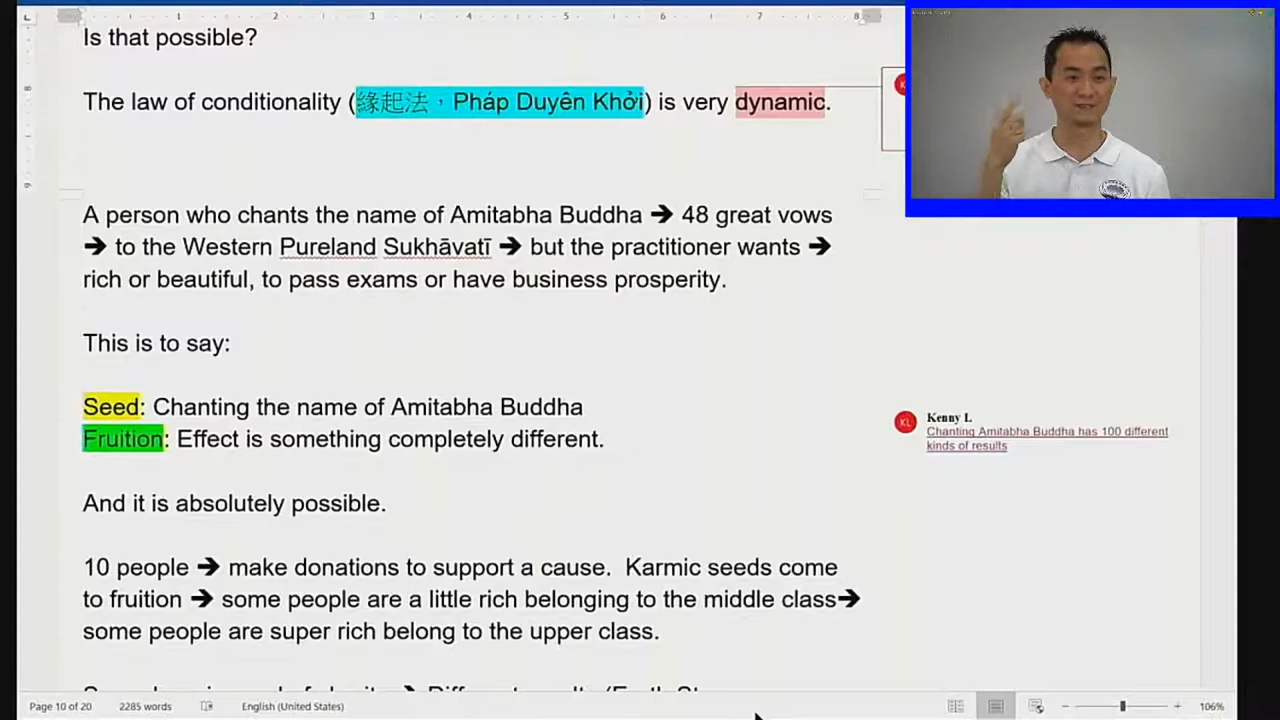 Is that possible?
The law of conditionality (缘起法，Pháp Duyên Khởi) is very dynamic.
A person who chants the name of Amitabha Buddha ➔ 48 great vows
➔ to the Western Pureland Sukhāvatī ➔ but the practitioner wants ➔
rich or beautiful, to pass exams or have business prosperity.
This is to say:
Seed: Chanting the name of Amitabha Buddha
Fruition: Effect is something completely different.
KL Kenny L
Chanting Amitabha Buddha has 100 different
kinds of results
And it is absolutely possible.
10 people ➔ make donations to support a cause.  Karmic seeds come
to fruition ➔ some people are a little rich belonging to the middle class➔
some people are super rich belong to the upper class.
Page 10 of 20 2285 words English (United States) 106%